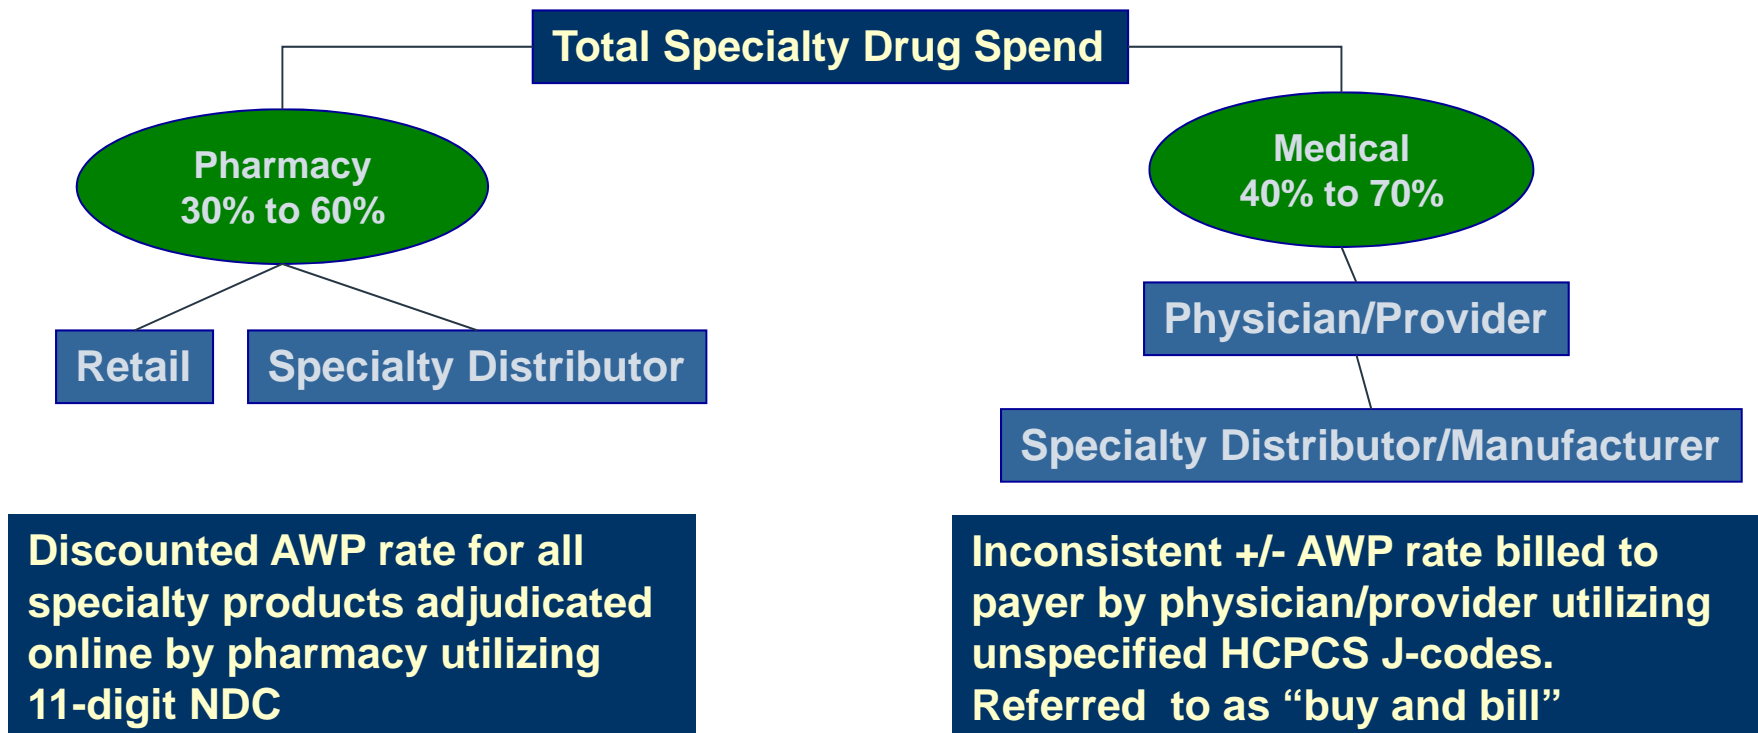 Total Specialty Drug Spend
Pharmacy
30% to 60%
Medical
40% to 70%
Retail
Specialty Distributor
Physician/Provider
Specialty Distributor/Manufacturer
Discounted AWP rate for all
specialty products adjudicated
online by pharmacy utilizing
11-digit NDC
Inconsistent +/- AWP rate billed to
payer by physician/provider utilizing
unspecified HCPCS J-codes.
Referred to as “buy and bill”